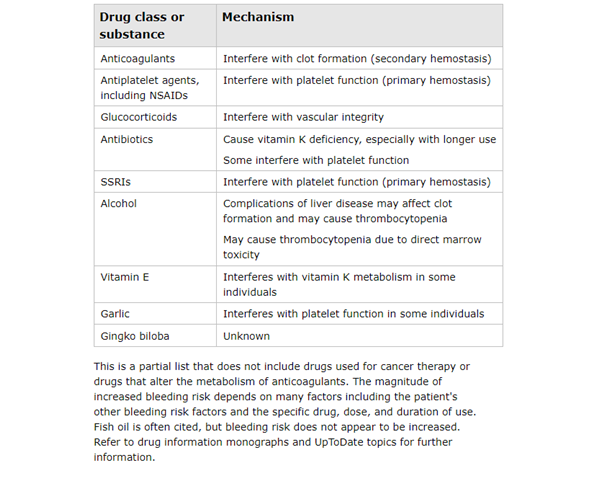 Drug class or substance
Mechanism
Anticoagulants
Interfere with clot formation (secondary hemostasis)
Antiplatelet agents,
including NSAIDs
Interfere with platelet function (primary hemostasis)
Glucocorticoids
Interfere with vascular integrity
Antibiotics
Cause vitamin K deficiency, especially with longer use
Some interfere with platelet function
SSRIs
Interfere with platelet function (primary hemostasis)
Alcohol
Complications of liver disease may affect clot
formation and may cause thrombocytopenia
May cause thrombocytopenia due to direct marrow
toxicity
Vitamin E
Interferes with vitamin K metabolism in some
individuals
Garlic
Interferes with platelet function in some individuals
Gingko biloba
Unknown
This is a partial list that does not include drugs used for cancer therapy or
drugs that alter the metabolism of anticoagulants. The magnitude of
increased bleeding risk depends on many factors including the patient's
other bleeding risk factors and the specific drug, dose, and duration of use.
Fish oil is often cited, but bleeding risk does not appear to be increased.
Refer to drug information monographs and UpToDate topics for further
information.